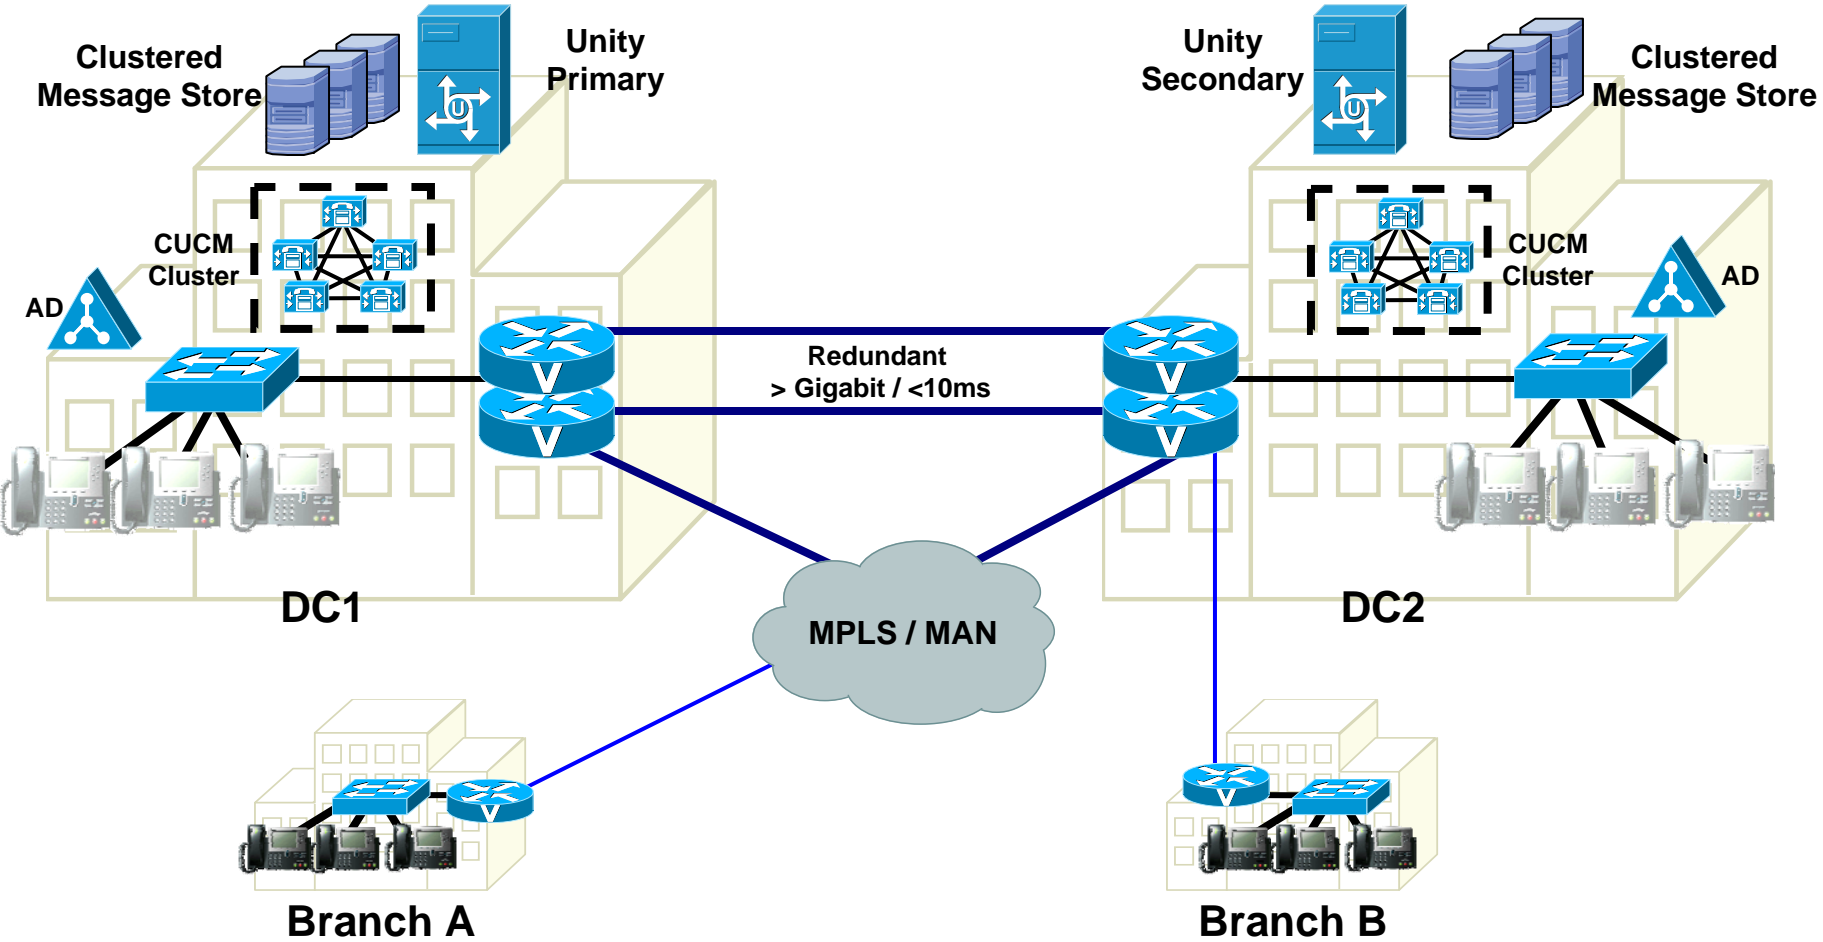 Clustered
Message Store
Unity
Primary
Unity
Secondary
Clustered
Message Store
U
U
CUCM
Cluster
AD
CUCM
Cluster
AD
Redundant
> Gigabit / <10ms
V
V
V
V
DC1
DC2
MPLS / MAN
V
V
Branch A
Branch B